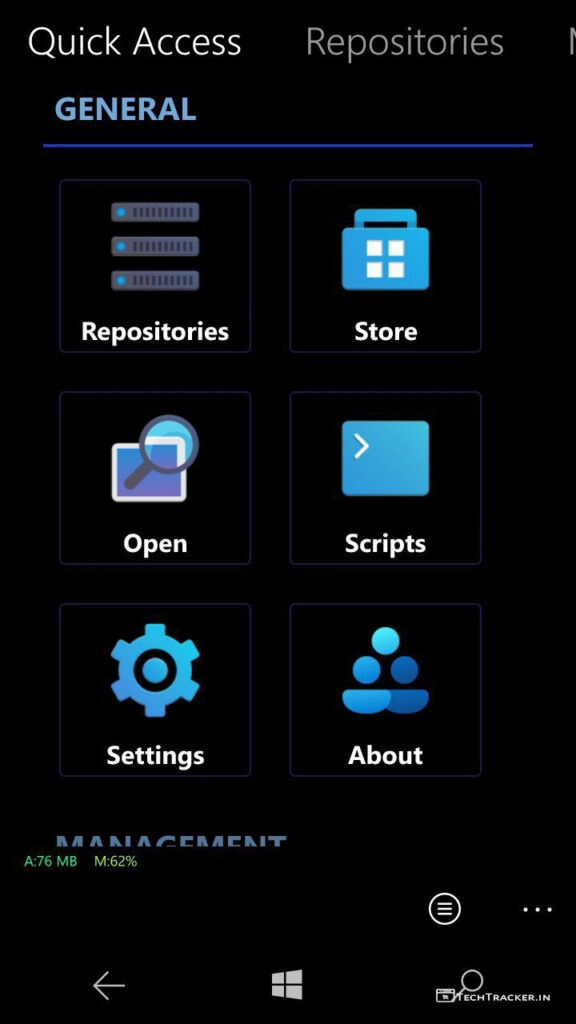 Quick Access Repositories
GENERAL
Repositories Store
Open Scripts
Settings About
MANAGEMENT
A:76 MB M:62%
TECHTRACKER.IN